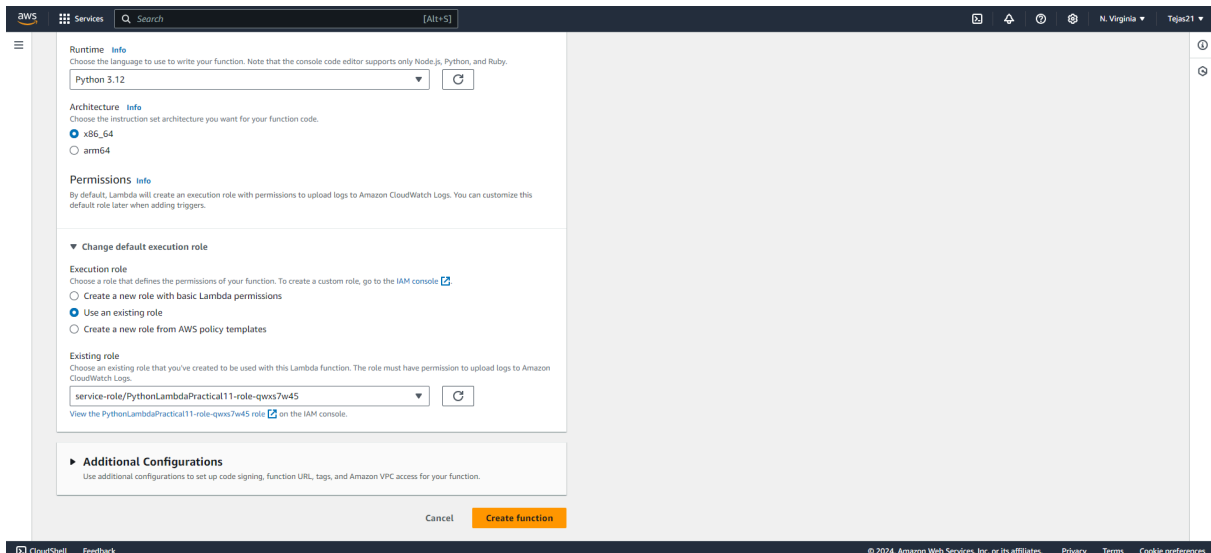 aws
Services
Search
[Alt+S]
N. Virginia
Tejas21
Runtime Info
Choose the language to use to write your function. Note that the console code editor supports only Node.js, Python, and Ruby.
Python 3.12
Architecture Info
Choose the instruction set architecture you want for your function code.
x86_64
arm64
Permissions Info
By default, Lambda will create an execution role with permissions to upload logs to Amazon CloudWatch Logs. You can customize this
default role later when adding triggers.
Change default execution role
Execution role
Choose a role that defines the permissions of your function. To create a custom role, go to the IAM console.
Create a new role with basic Lambda permissions
Use an existing role
Create a new role from AWS policy templates
Existing role
Choose an existing role that you've created to be used with this Lambda function. The role must have permission to upload logs to Amazon
CloudWatch Logs.
service-role/PythonLambdaPractical11-role-qwxs7w45
View the PythonLambdaPractical11-role-qwxs7w45 role on the IAM console.
Additional Configurations
Use additional configurations to set up code signing, function URL, tags, and Amazon VPC access for your function.
Cancel
Create function
CloudShell
Feedback
© 2024, Amazon Web Services, Inc. or its affiliates.
Privacy
Terms
Cookie preferences